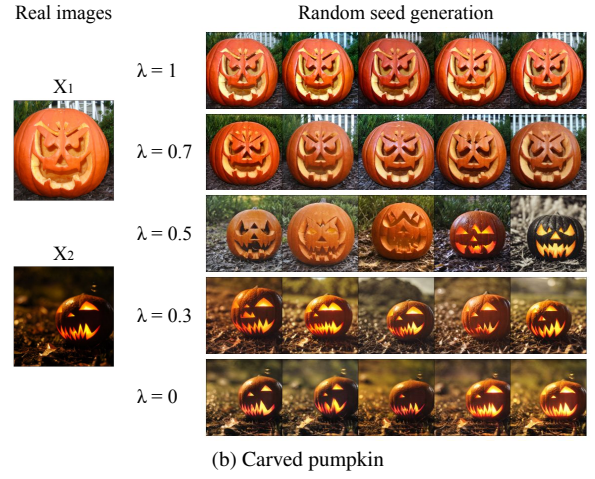 Real images
Random seed generation
X1
λ = 1
λ = 0.7
X2
λ = 0.5
λ = 0.3
λ = 0
(b) Carved pumpkin